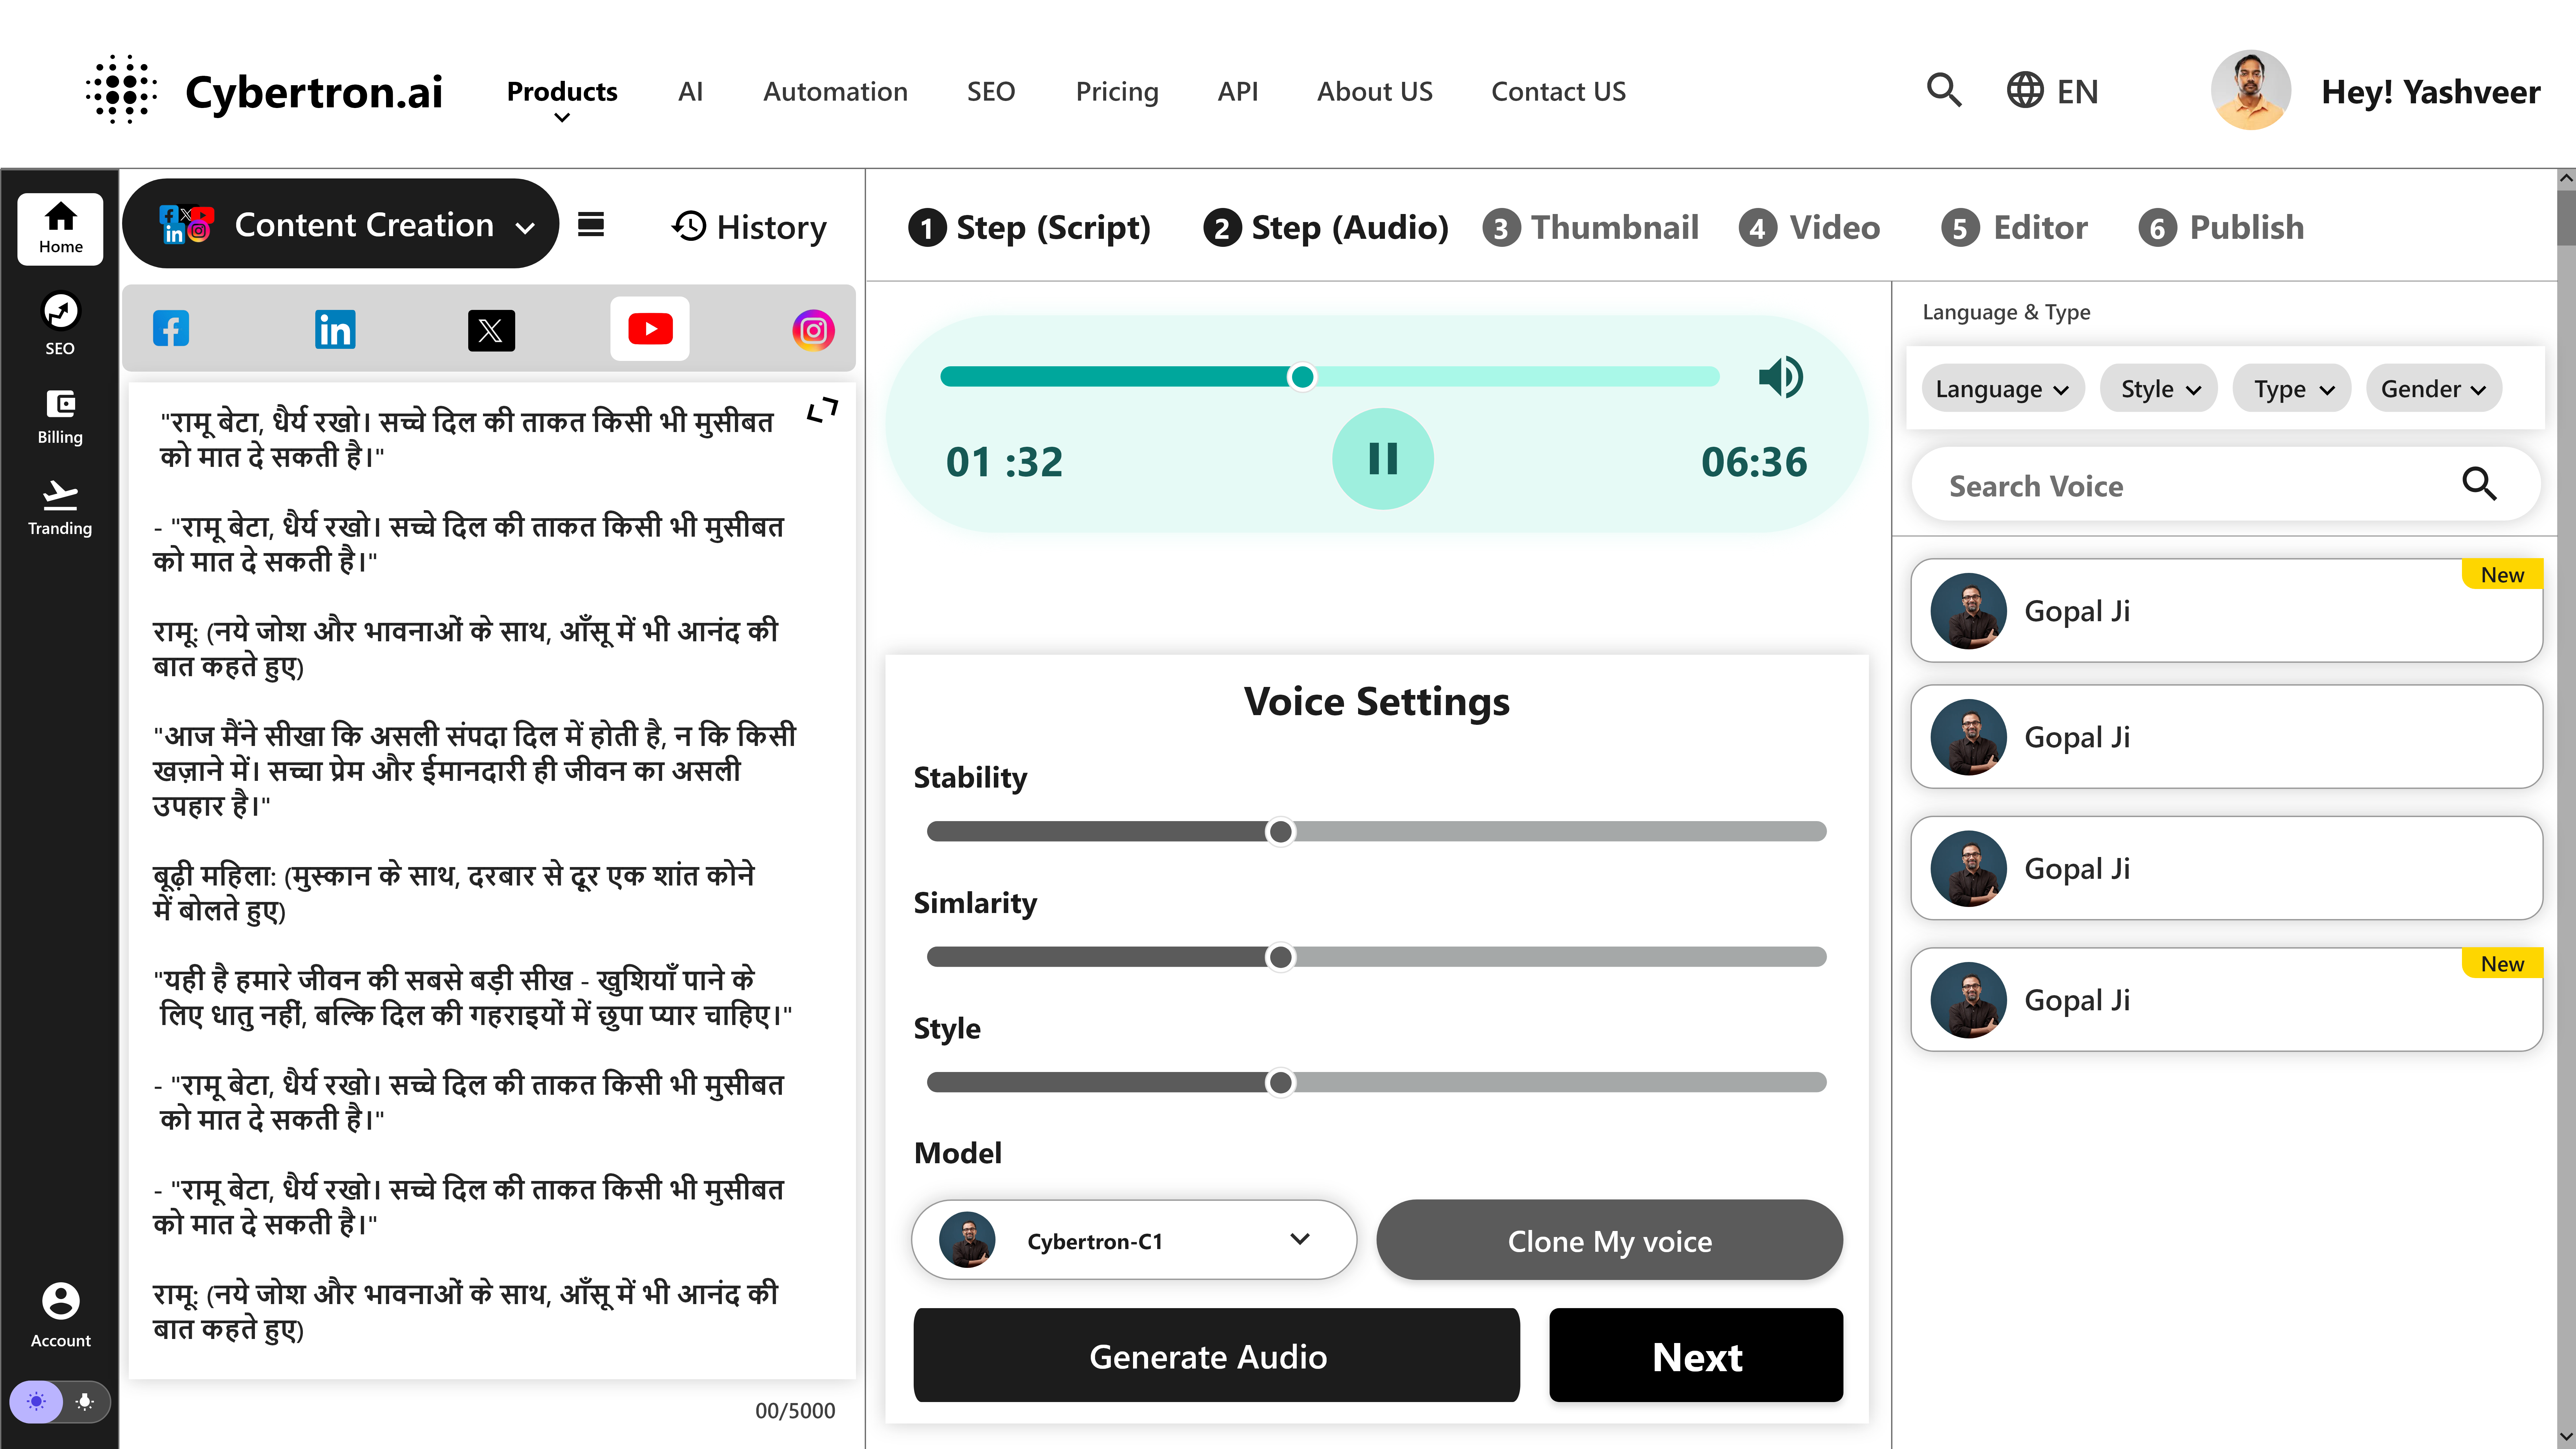 Cybertron.ai
Products
AI
Automation
SEO
Pricing
API
About US
Contact US
EN
Hey! Yashveer
Home
SEO
Billing
Tranding
Account
Content Creation
History
1 Step (Script)
2 Step (Audio)
3 Thumbnail
4 Video
5 Editor
6 Publish
"रामू बेटा, धैर्य रखो। सच्चे दिल की ताकत किसी भी मुसीबत
को मात दे सकती है।"
- "रामू बेटा, धैर्य रखो। सच्चे दिल की ताकत किसी भी मुसीबत
को मात दे सकती है।"
रामू: (नये जोश और भावनाओं के साथ, आँसू में भी आनंद की
बात कहते हुए)
"आज मैंने सीखा कि असली संपदा दिल में होती है, न कि किसी
खज़ाने में। सच्चा प्रेम और ईमानदारी ही जीवन का असली
उपहार है।"
बूढ़ी महिला: (मुस्कान के साथ, दरबार से दूर एक शांत कोने
में बोलते हुए)
"यही है हमारे जीवन की सबसे बड़ी सीख - खुशियाँ पाने के
लिए धातु नहीं, बल्कि दिल की गहराइयों में छुपा प्यार चाहिए।"
- "रामू बेटा, धैर्य रखो। सच्चे दिल की ताकत किसी भी मुसीबत
को मात दे सकती है।"
- "रामू बेटा, धैर्य रखो। सच्चे दिल की ताकत किसी भी मुसीबत
को मात दे सकती है।"
रामू: (नये जोश और भावनाओं के साथ, आँसू में भी आनंद की
बात कहते हुए)
00/5000
01 :32
06:36
Voice Settings
Stability
Simlarity
Style
Model
Cybertron-C1
Clone My voice
Generate Audio
Next
Language & Type
Language
Style
Type
Gender
Search Voice
New
Gopal Ji
Gopal Ji
Gopal Ji
New
Gopal Ji